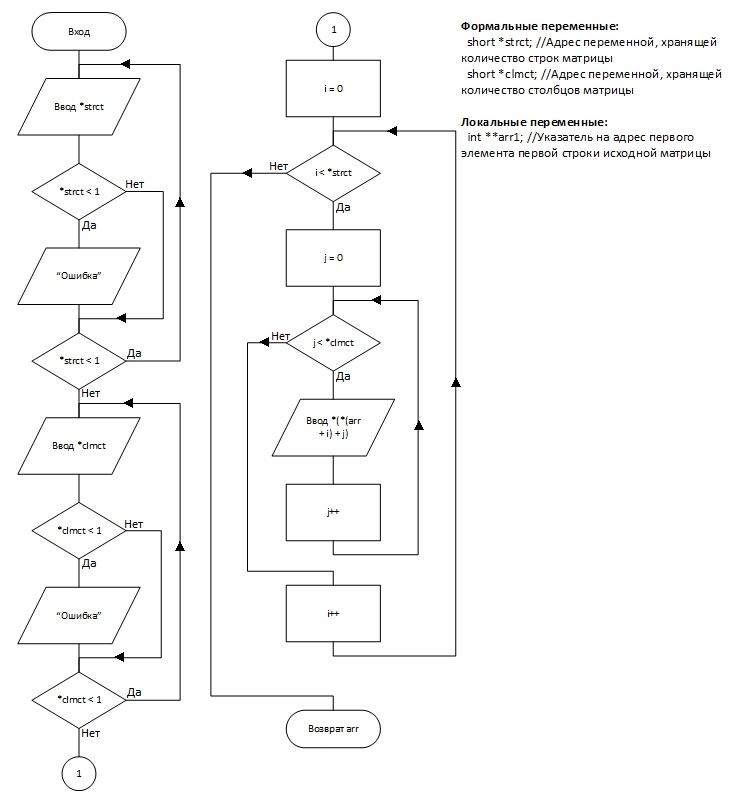 Вход
Ввод *strct
*strct < 1
Нет
Да
“Ошибка”
*strct < 1
Да
Нет
Ввод *clmct
*clmct < 1
Нет
Да
“Ошибка”
*clmct < 1
Да
Нет
1
1
i = 0
Нет
i < *strct
Да
j = 0
Нет
j < *clmct
Да
Ввод *(*(arr
+ i) + j)
j++
i++
Возврат arr
Формальные переменные:
short *strct; //Адрес переменной, хранящей
количество строк матрицы
short *clmct; //Адрес переменной, хранящей
количество столбцов матрицы
Локальные переменные:
int **arr1; //Указатель на адрес первого
элемента первой строки исходной матрицы